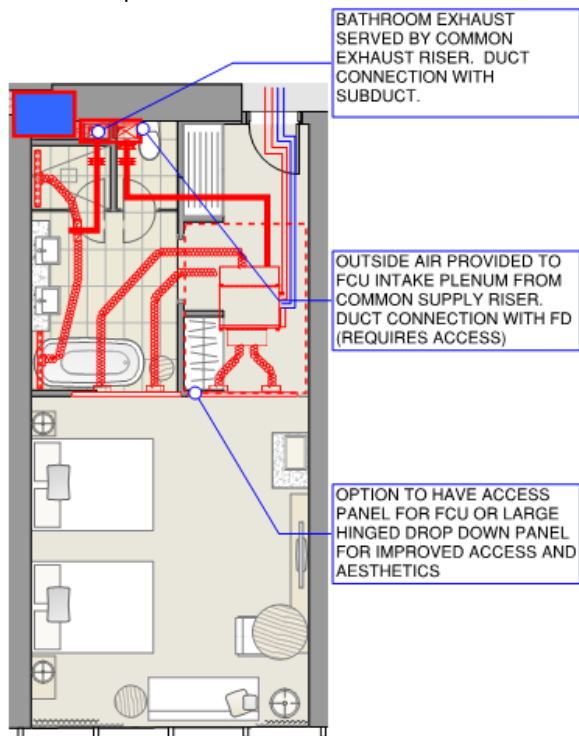 BATHROOM EXHAUST
SERVED BY COMMON
EXHAUST RISER.  DUCT
CONNECTION WITH
SUBDUCT.
OUTSIDE AIR PROVIDED TO
FCU INTAKE PLENUM FROM
COMMON SUPPLY RISER.
DUCT CONNECTION WITH FD
(REQUIRES ACCESS)
OPTION TO HAVE ACCESS
PANEL FOR FCU OR LARGE
HINGED DROP DOWN PANEL
FOR IMPROVED ACCESS AND
AESTHETICS